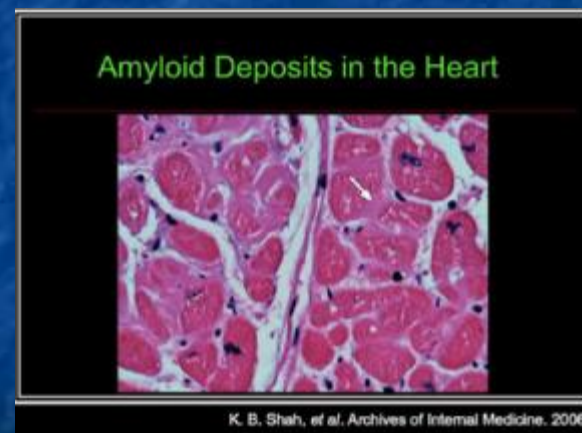 Amyloid Deposits in the Heart
K. B. Shah, et al. Archives of Internal Medicine. 2006